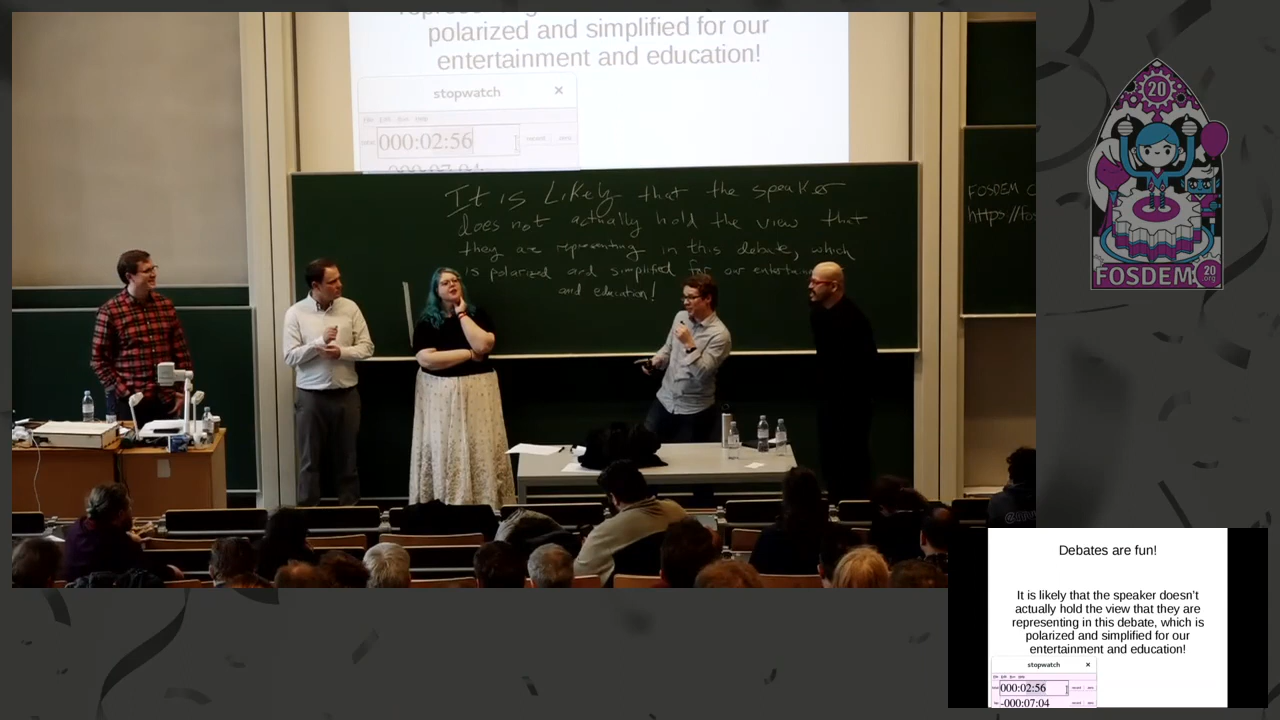 polarized and simplified for our
entertainment and education!
stopwatch
000:02:56
It is Likely that the speaker
does not actually hold the view that
they are representing in this debate, which
is polarized and simplified for our
and education!
FOSDEM
https://fos
20
FOSDEM 20
.org
Debates are fun!
It is likely that the speaker doesn't
actually hold the view that they are
representing in this debate, which is
polarized and simplified for our
entertainment and education!
stopwatch
000:02:56
-000:07:04